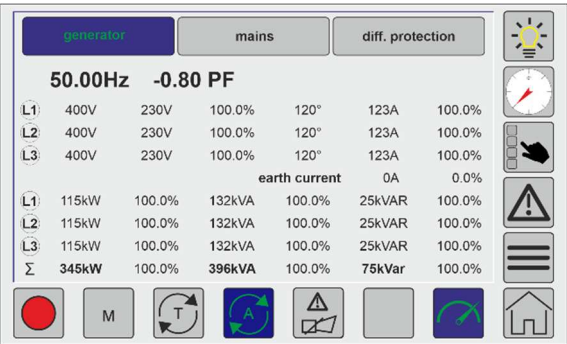 generator mains diff. protection
50.00Hz -0.80 PF
L1 400V 230V 100.0% 120° 123A 100.0%
L2 400V 230V 100.0% 120° 123A 100.0%
L3 400V 230V 100.0% 120° 123A 100.0%
earth current 0A 0.0%
L1 115kW 100.0% 132kVA 100.0% 25kVAR 100.0%
L2 115kW 100.0% 132kVA 100.0% 25kVAR 100.0%
L3 115kW 100.0% 132kVA 100.0% 25kVAR 100.0%
Σ 345kW 100.0% 396kVA 100.0% 75kVar 100.0%
M T A